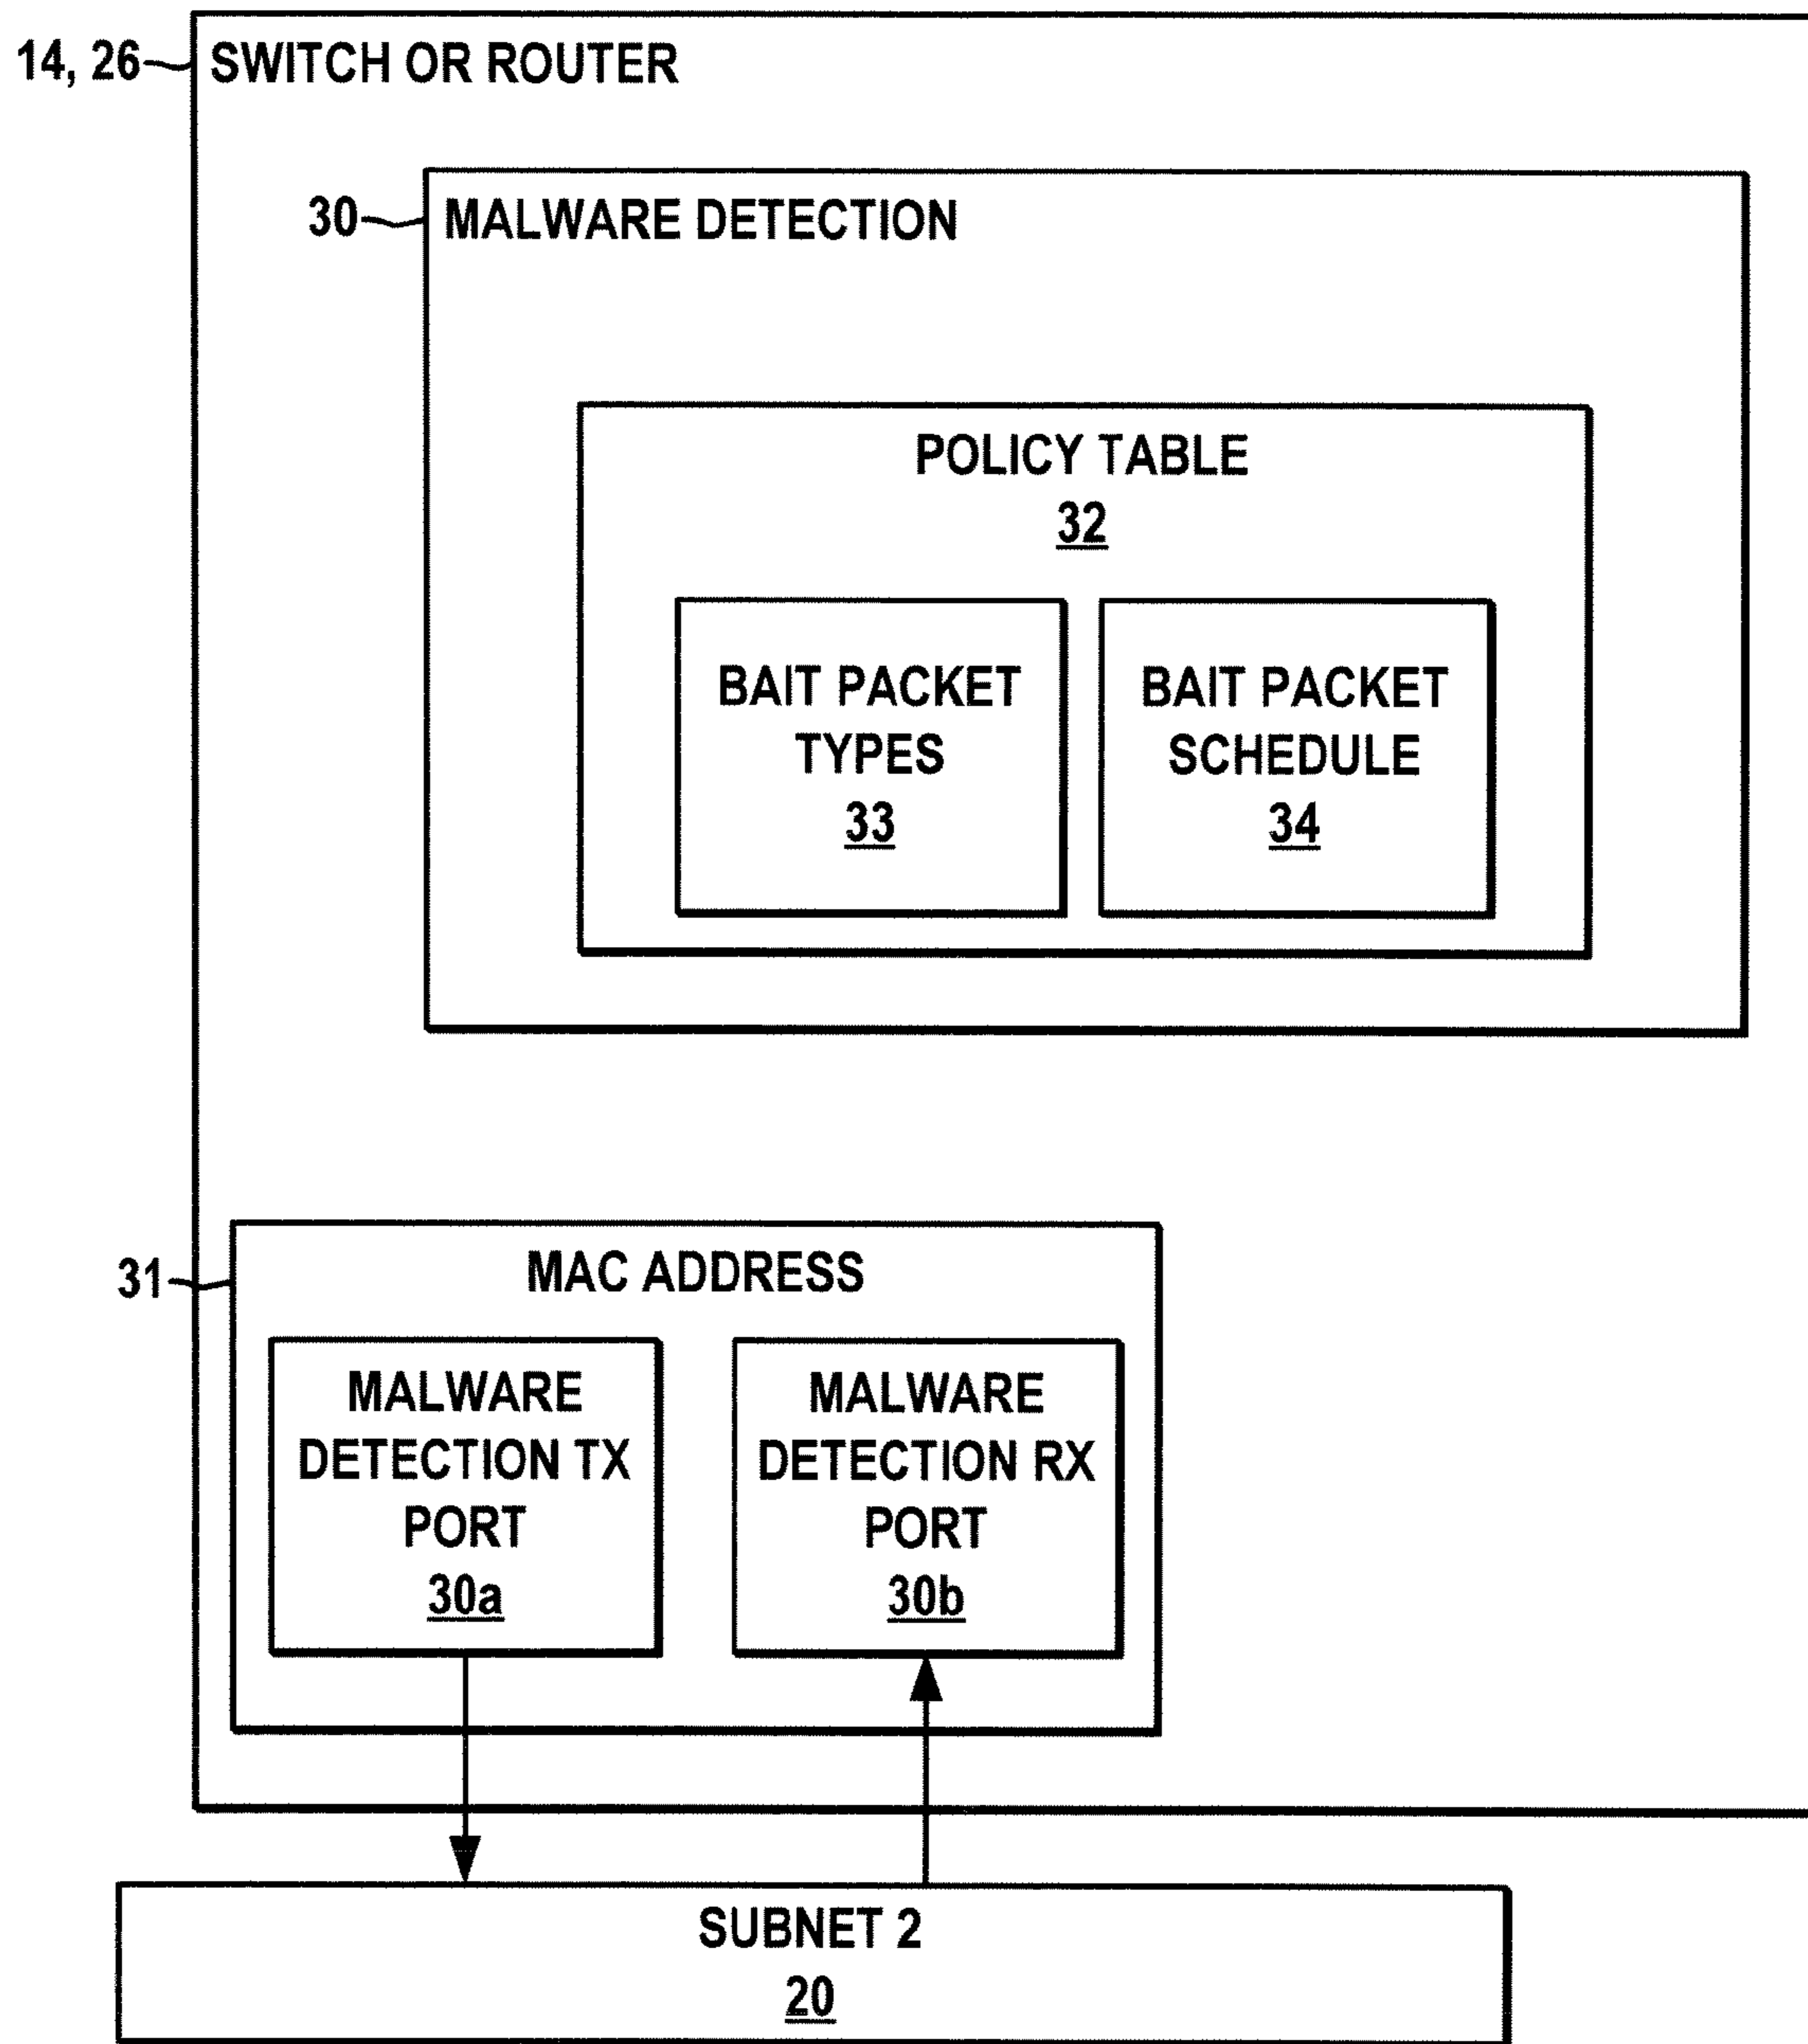 14, 26 SWITCH OR ROUTER
30 MALWARE DETECTION
POLICY TABLE
32
BAIT PACKET
TYPES
33
BAIT PACKET
SCHEDULE
34
31 MAC ADDRESS
MALWARE
DETECTION TX
PORT
30a
MALWARE
DETECTION RX
PORT
30b
SUBNET 2
20